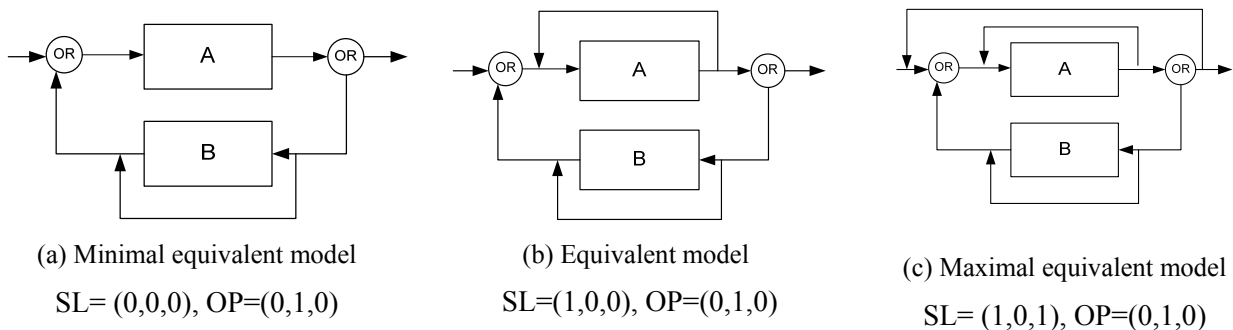 OR
A
OR
B
(a) Minimal equivalent model
SL= (0,0,0), OP=(0,1,0)
OR
A
OR
B
(b) Equivalent model
SL=(1,0,0), OP=(0,1,0)
OR
A
OR
B
(c) Maximal equivalent model
SL= (1,0,1), OP=(0,1,0)